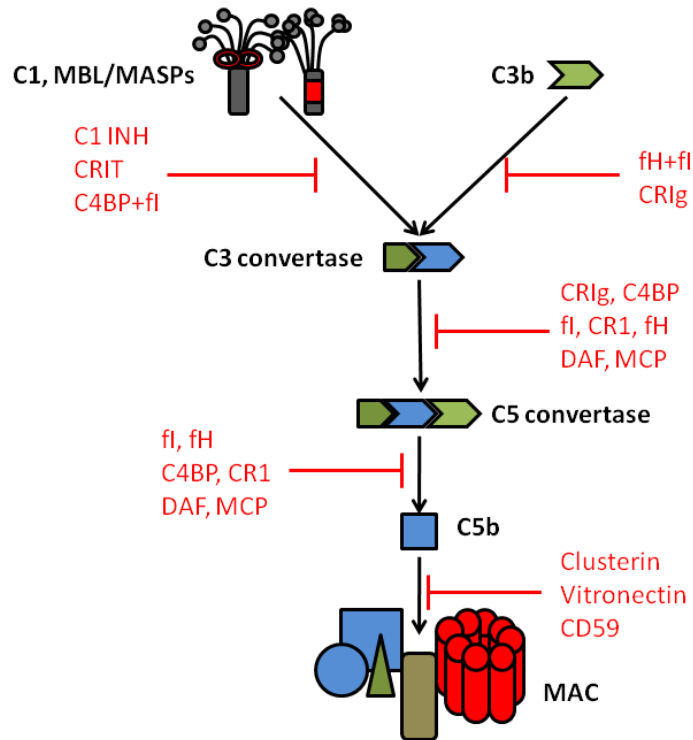 C1, MBL/MASPs
C3b
C1 INH
CRIT
C4BP+fI
fH+fI
CRIg
C3 convertase
CRIg, C4BP
fI, CR1, fH
DAF, MCP
C5 convertase
fI, fH
C4BP, CR1
DAF, MCP
C5b
Clusterin
Vitronectin
CD59
MAC